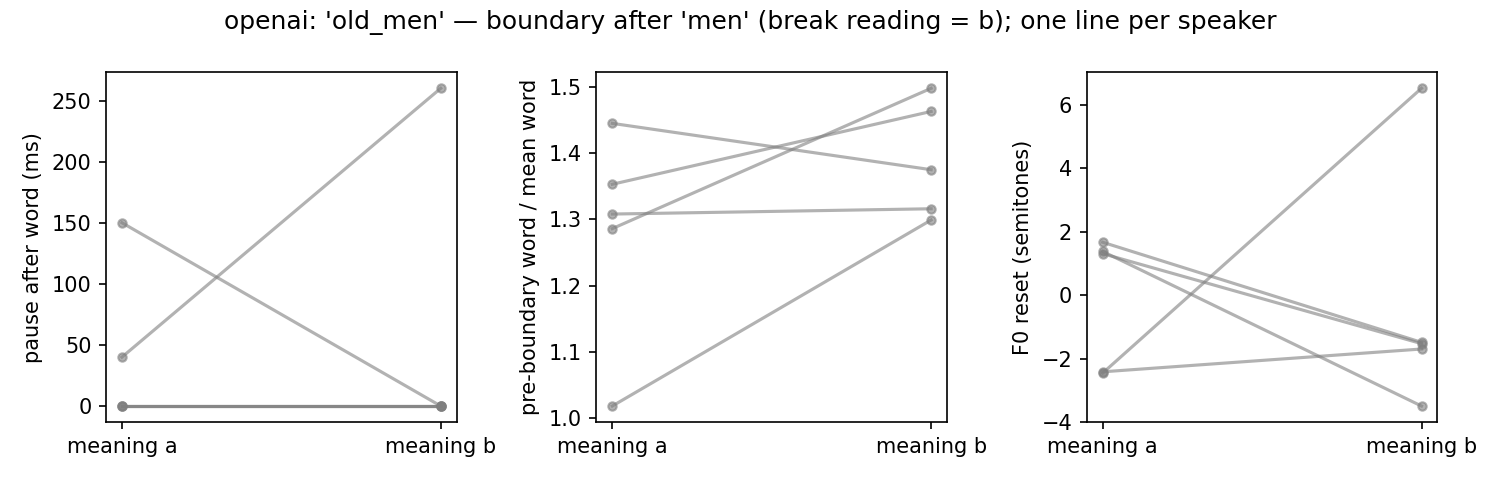 openai: 'old_men' — boundary after 'men' (break reading = b); one line per speaker
pause after word (ms)
250
200
150
100
50
0
meaning a
meaning b
pre-boundary word / mean word
1.5
1.4
1.3
1.2
1.1
1.0
meaning a
meaning b
F0 reset (semitones)
6
4
2
0
−2
−4
meaning a
meaning b